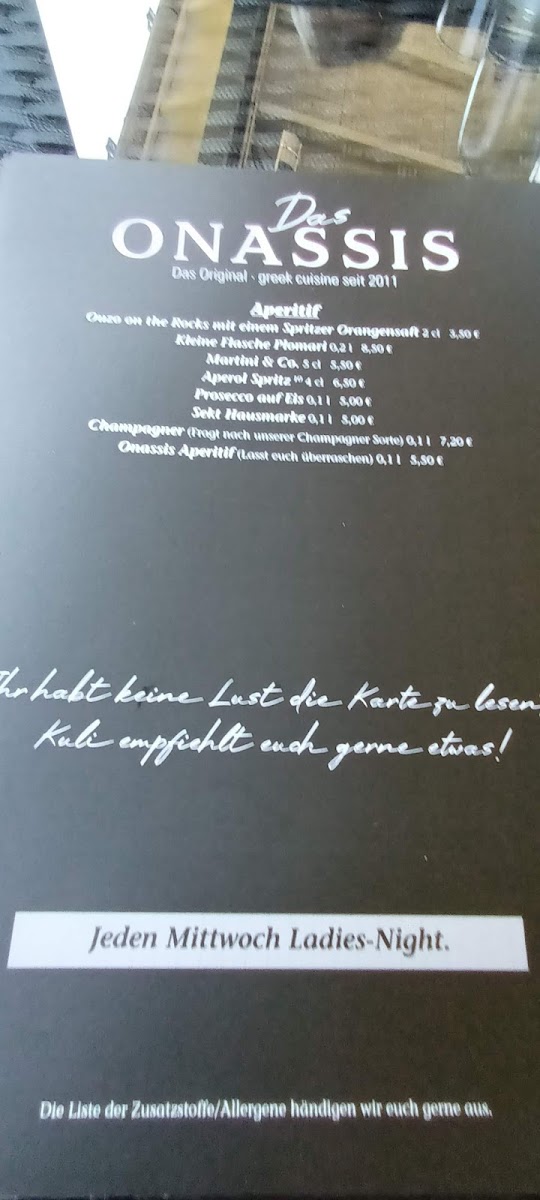 Das
ONASSIS
Das Original - greek cuisine seit 2011
Aperitif
Ouzo on the Rocks mit einem Spritzer Orangensaft 2 cl 3,50 €
Kleine Flasche Plomari 0,2 l 8,50 €
Martini & Co. 5 cl 5,50 €
Aperol Spritz 4 cl 6,50 €
Prosecco auf Eis 0,1 l 5,00 €
Sekt Hausmarke 0,1 l 5,00 €
Champagner (Fragt nach unserer Champagner Sorte) 0,1 l 7,20 €
Onassis Aperitif (Lasst euch überraschen) 0,1 l 5,50 €
Ihr habt keine Lust die Karte zu lesen,
Kuli empfiehlt euch gerne etwas!
Jeden Mittwoch Ladies-Night.
Die Liste der Zusatzstoffe/Allergene händigen wir euch gerne aus.